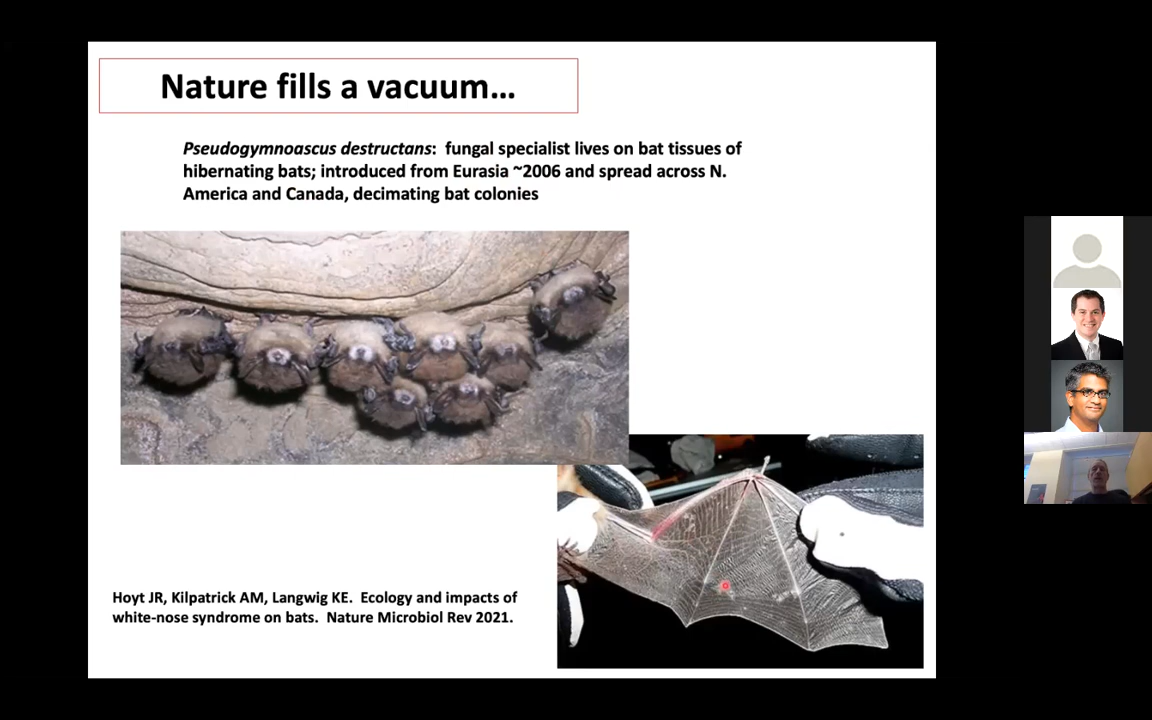 Nature fills a vacuum…
Pseudogymnoascus destructans:  fungal specialist lives on bat tissues of
hibernating bats; introduced from Eurasia ~2006 and spread across N.
America and Canada, decimating bat colonies
Hoyt JR, Kilpatrick AM, Langwig KE.  Ecology and impacts of
white-nose syndrome on bats.  Nature Microbiol Rev 2021.